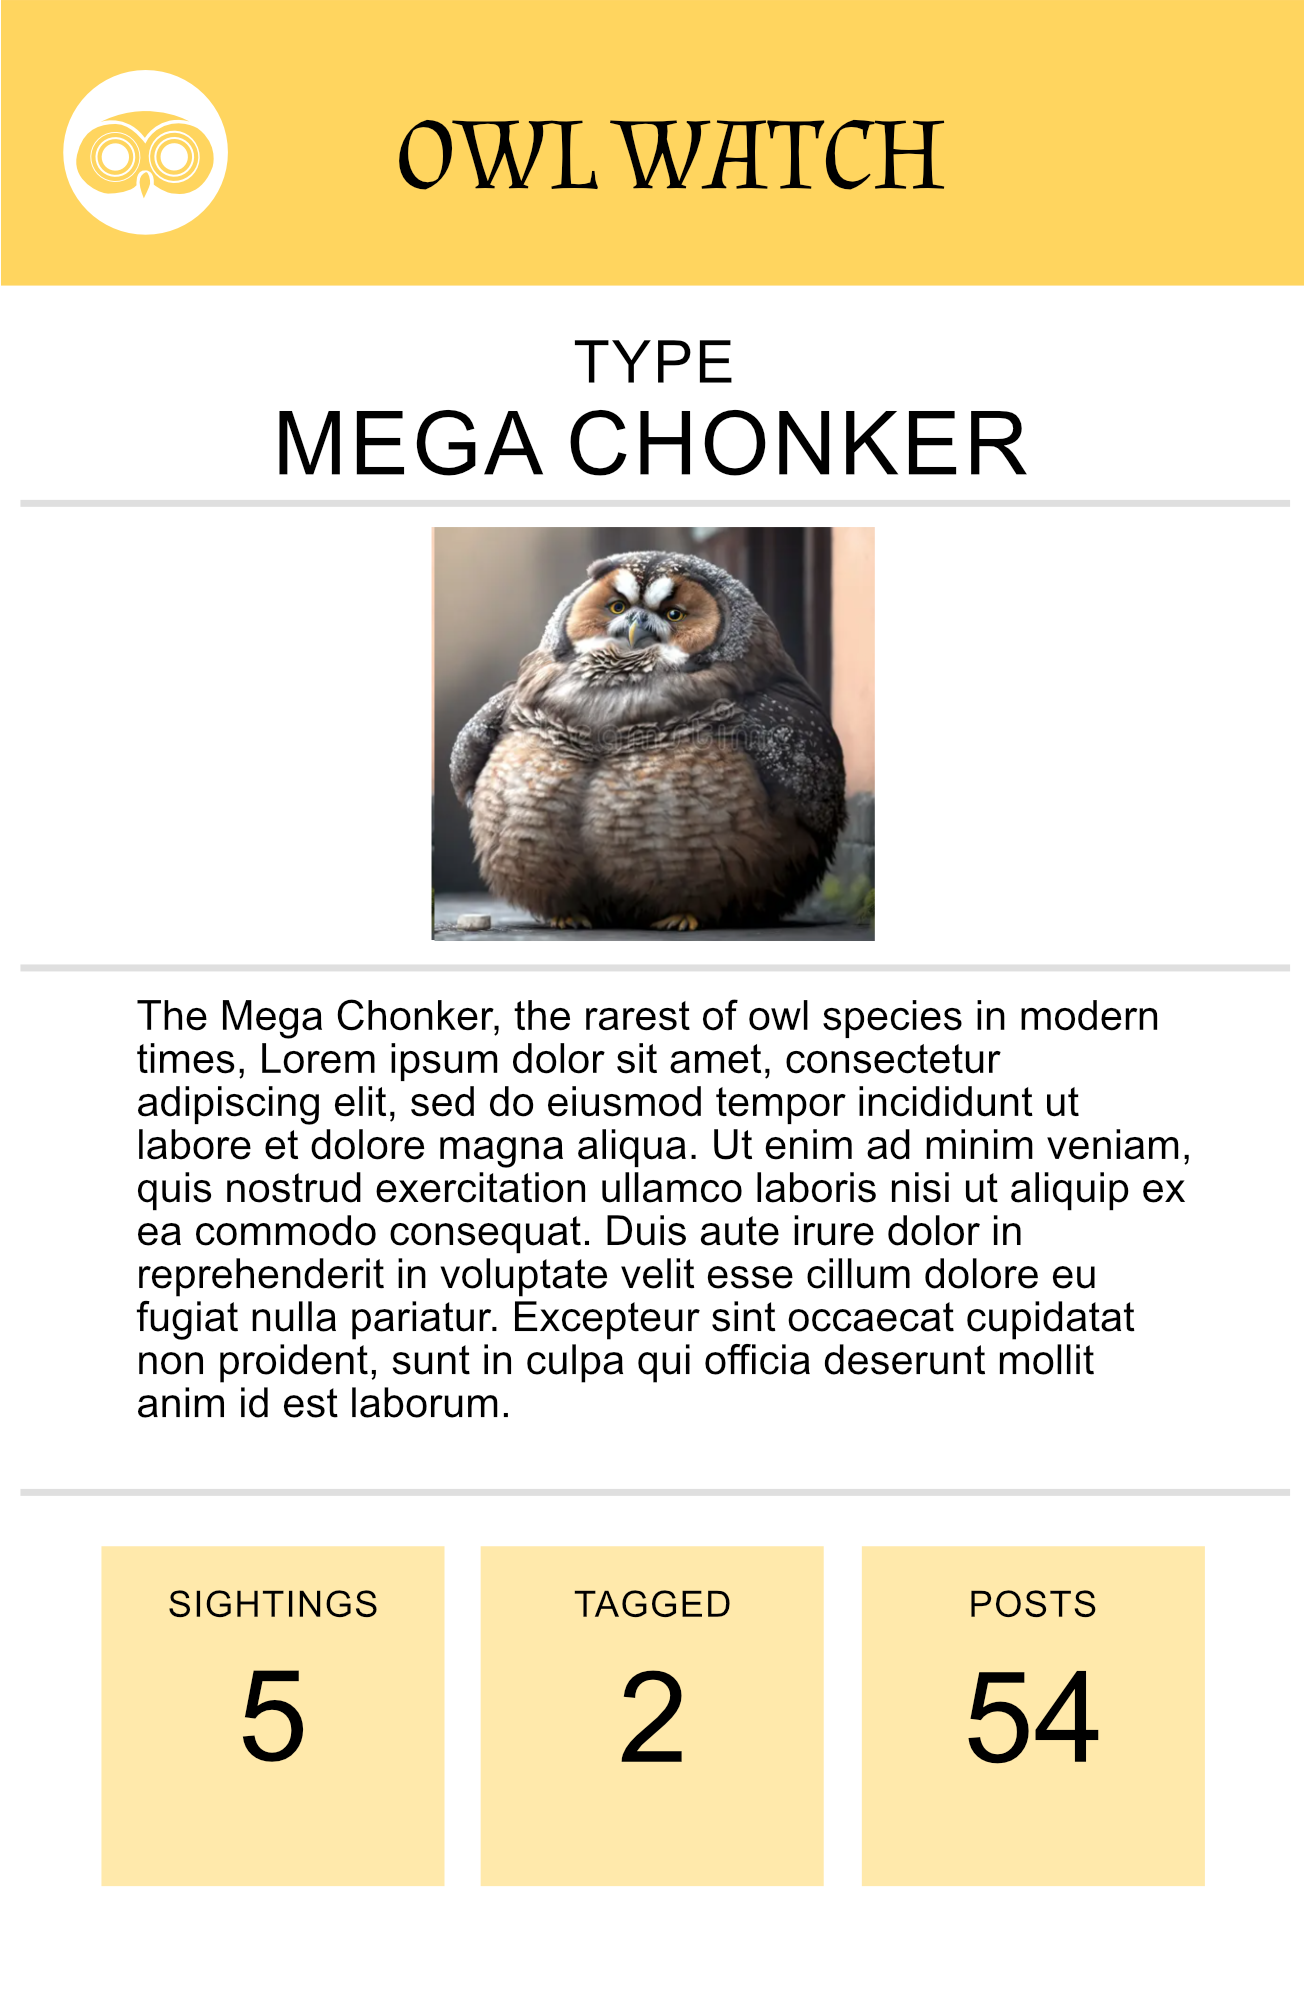 OWL WATCH
TYPE
MEGA CHONKER
The Mega Chonker, the rarest of owl species in modern
times, Lorem ipsum dolor sit amet, consectetur
adipiscing elit, sed do eiusmod tempor incididunt ut
labore et dolore magna aliqua. Ut enim ad minim veniam,
quis nostrud exercitation ullamco laboris nisi ut aliquip ex
ea commodo consequat. Duis aute irure dolor in
reprehenderit in voluptate velit esse cillum dolore eu
fugiat nulla pariatur. Excepteur sint occaecat cupidatat
non proident, sunt in culpa qui officia deserunt mollit
anim id est laborum.
SIGHTINGS
TAGGED
POSTS
5
2
54